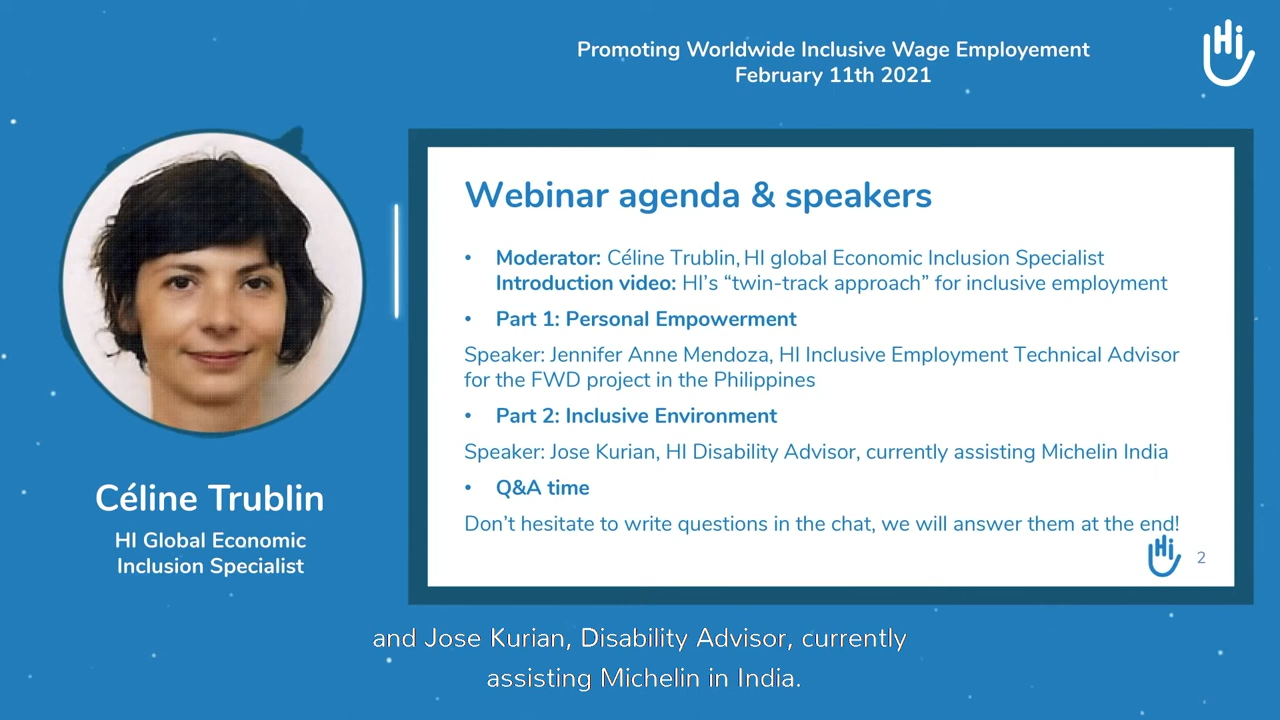 Promoting Worldwide Inclusive Wage Employement
February 11th 2021
Hi
Webinar agenda & speakers
• Moderator: Céline Trublin, HI global Economic Inclusion Specialist
Introduction video: HI's “twin-track approach” for inclusive employment
• Part 1: Personal Empowerment
Speaker: Jennifer Anne Mendoza, HI Inclusive Employment Technical Advisor
for the FWD project in the Philippines
• Part 2: Inclusive Environment
Speaker: Jose Kurian, HI Disability Advisor, currently assisting Michelin India
• Q&A time
Don't hesitate to write questions in the chat, we will answer them at the end!
Hi
2
Céline Trublin
HI Global Economic
Inclusion Specialist
and Jose Kurian, Disability Advisor, currently
assisting Michelin in India.